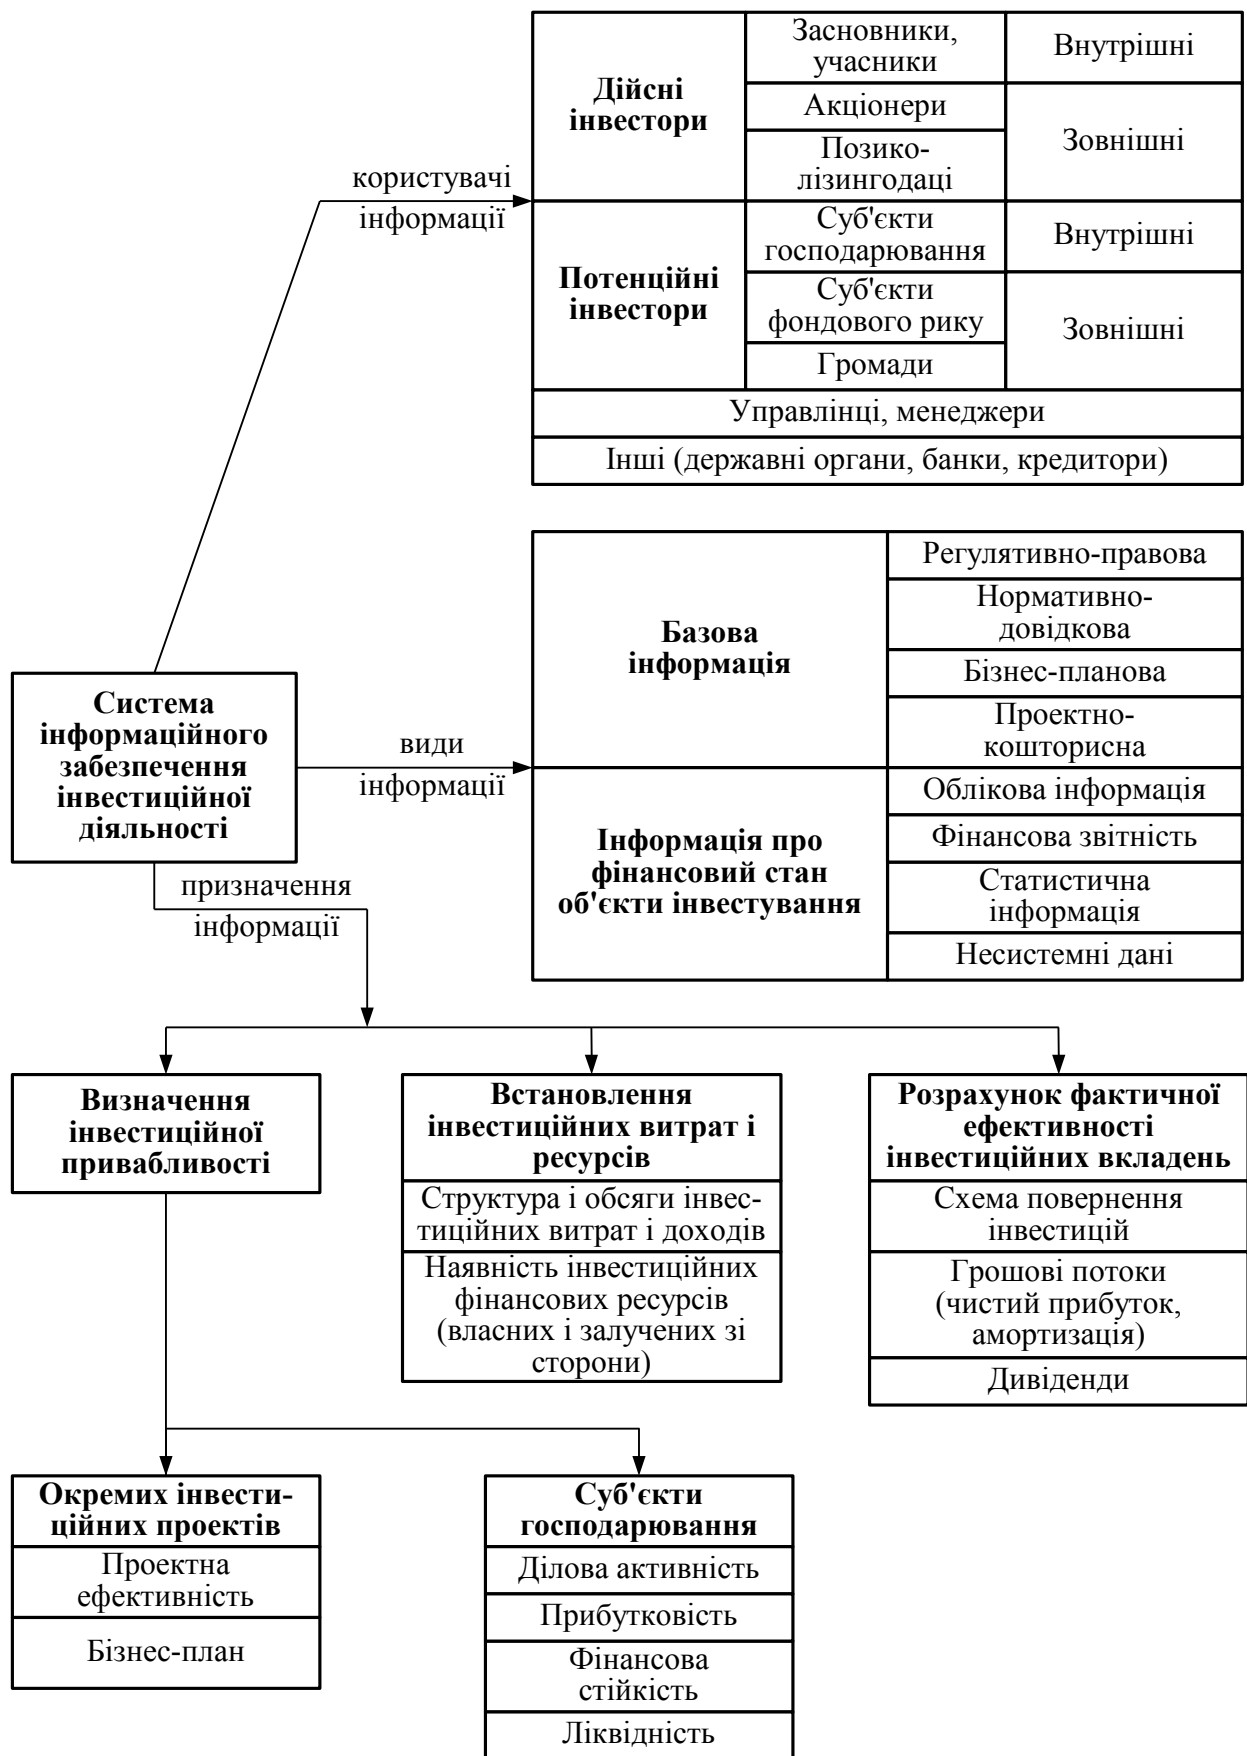 Дійсні
інвестори
Засновники,
учасники
Внутрішні
Акціонери
Позико-
лізингодаці
Зовнішні
користувачі
інформації
Потенційні
інвестори
Суб'єкти
господарювання
Внутрішні
Суб'єкти
фондового рику
Громади
Зовнішні
Управлінці, менеджери
Інші (державні органи, банки, кредитори)
Система
інформаційного
забезпечення
інвестиційної
діяльності
види
інформації
Базова
інформація
Регулятивно-правова
Нормативно-
довідкова
Бізнес-планова
Проектно-
кошторисна
Інформація про
фінансовий стан
об'єкти інвестування
Облікова інформація
Фінансова звітність
Статистична
інформація
Несистемні дані
призначення
інформації
Визначення
інвестиційної
привабливості
Встановлення
інвестиційних витрат і
ресурсів
Структура і обсяги інвес-
тиційних витрат і доходів
Наявність інвестиційних
фінансових ресурсів
(власних і залучених зі
сторони)
Розрахунок фактичної
ефективності
інвестиційних вкладень
Схема повернення
інвестицій
Грошові потоки
(чистий прибуток,
амортизація)
Дивіденди
Окремих інвести-
ційних проектів
Проектна
ефективність
Бізнес-план
Суб'єкти
господарювання
Ділова активність
Прибутковість
Фінансова
стійкість
Ліквідність